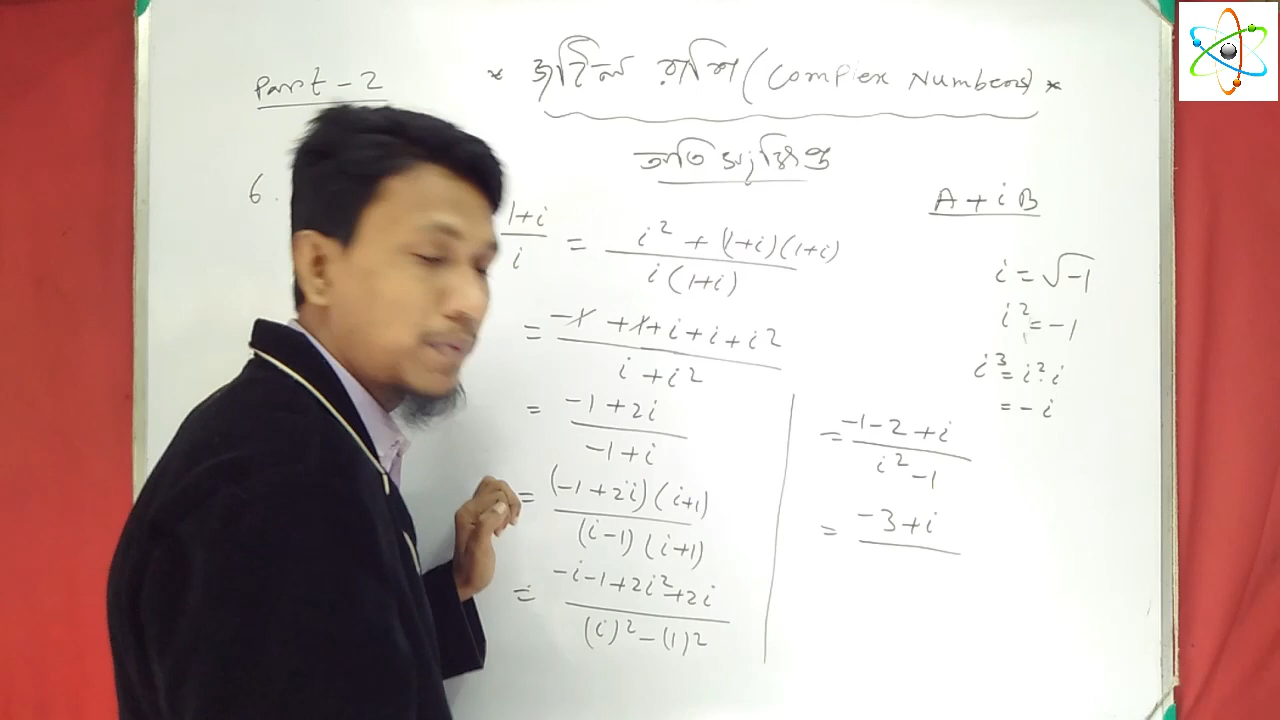 Part - 2
* জটিল রাশি (Complex Numbers) *
অতি সংক্ষিপ্ত
6.
A + iB
1+i / i = i² + (1+i)(1+i) / i(1+i)
= -1 + 1 + i + i + i² / i + i²
= -1 + 2i / -1 + i
= (-1 + 2i)(i+1) / (i-1)(i+1)
= -i - 1 + 2i² + 2i / (i)² - (1)²
= -1 - 2 + i / i² - 1
= -3 + i
i = √-1
i² = -1
i³ = i² · i
= - i